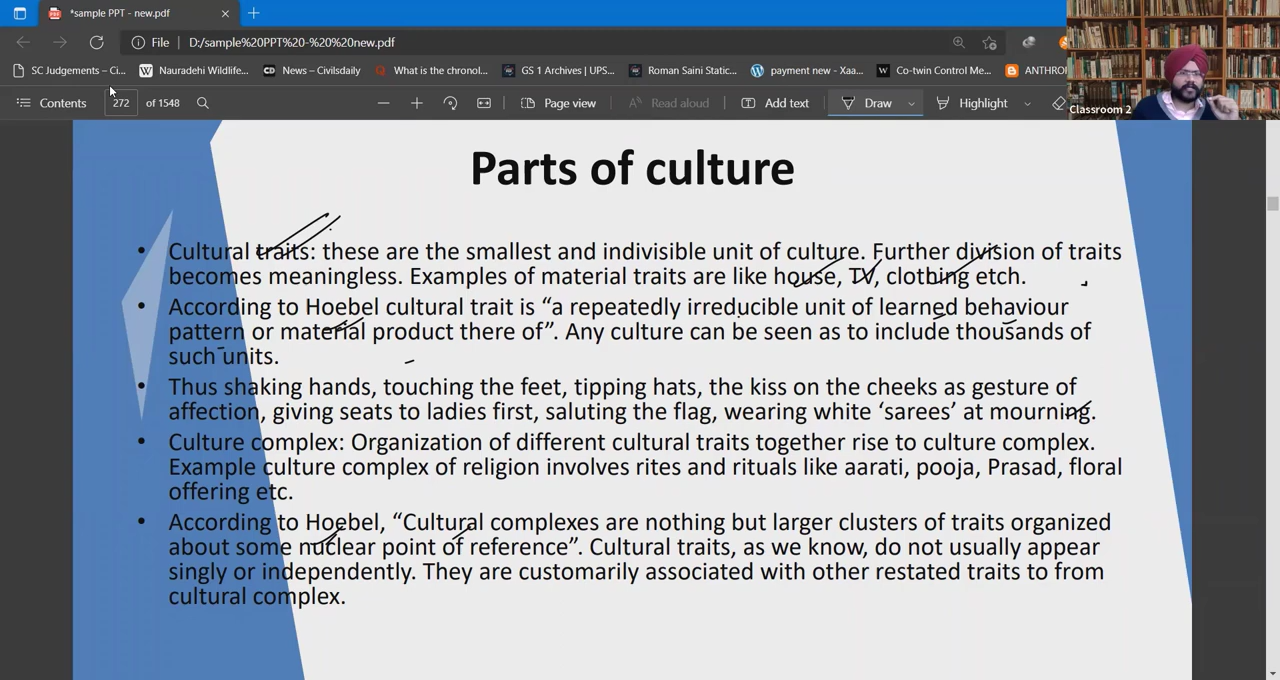 *sample PPT - new.pdf
File
D:/sample%20PPT%20-%20%20new.pdf
SC Judgements – Ci...
Nauradehi Wildlife...
CD
News – Civilsdaily
What is the chronol...
GS 1 Archives | UPS...
Roman Saini Static...
payment new - Xaa...
W
Co-twin Control Me...
ANTHRO
Contents
272
of 1548
Page view
Read aloud
Add text
Draw
Highlight
Classroom 2
Parts of culture
• Cultural traits: these are the smallest and indivisible unit of culture. Further division of traits
becomes meaningless. Examples of material traits are like house, TV, clothing etch.
• According to Hoebel cultural trait is “a repeatedly irreducible unit of learned behaviour
pattern or material product there of”. Any culture can be seen as to include thousands of
such units.
• Thus shaking hands, touching the feet, tipping hats, the kiss on the cheeks as gesture of
affection, giving seats to ladies first, saluting the flag, wearing white ‘sarees’ at mourning.
• Culture complex: Organization of different cultural traits together rise to culture complex.
Example culture complex of religion involves rites and rituals like aarati, pooja, Prasad, floral
offering etc.
• According to Hoebel, “Cultural complexes are nothing but larger clusters of traits organized
about some nuclear point of reference”. Cultural traits, as we know, do not usually appear
singly or independently. They are customarily associated with other restated traits to from
cultural complex.